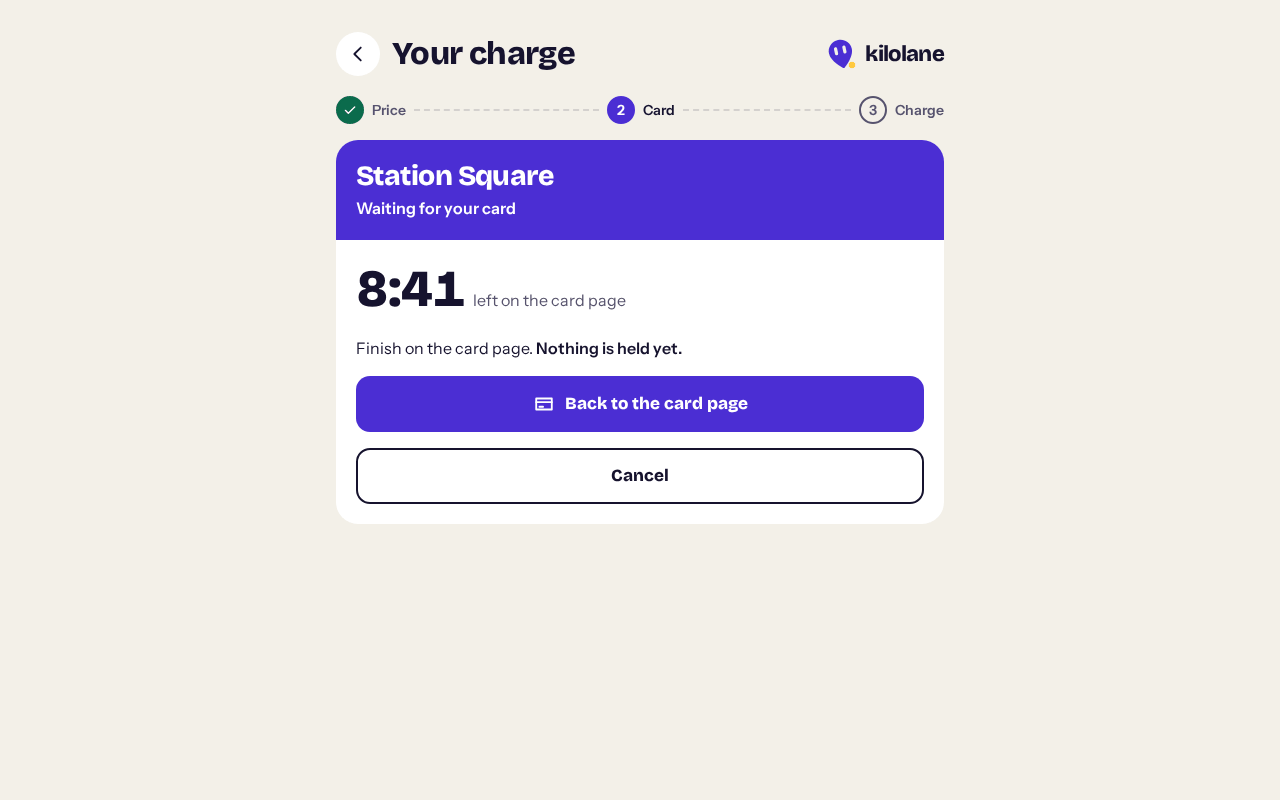 Your charge
kilolane
Price
2 Card
3 Charge
Station Square
Waiting for your card
8:41 left on the card page
Finish on the card page. Nothing is held yet.
Back to the card page
Cancel